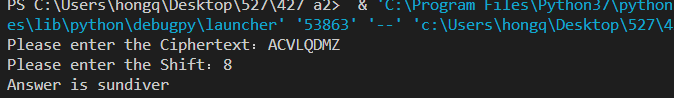 PS C:\Users\hongq\Desktop\527\427 a2>  & 'C:\Program Files\Python37\python
es\lib\python\debugpy\launcher' '53863' '--' 'c:\Users\hongq\Desktop\527\4
Please enter the Ciphertext：ACVLQDMZ
Please enter the Shift：8
Answer is sundiver